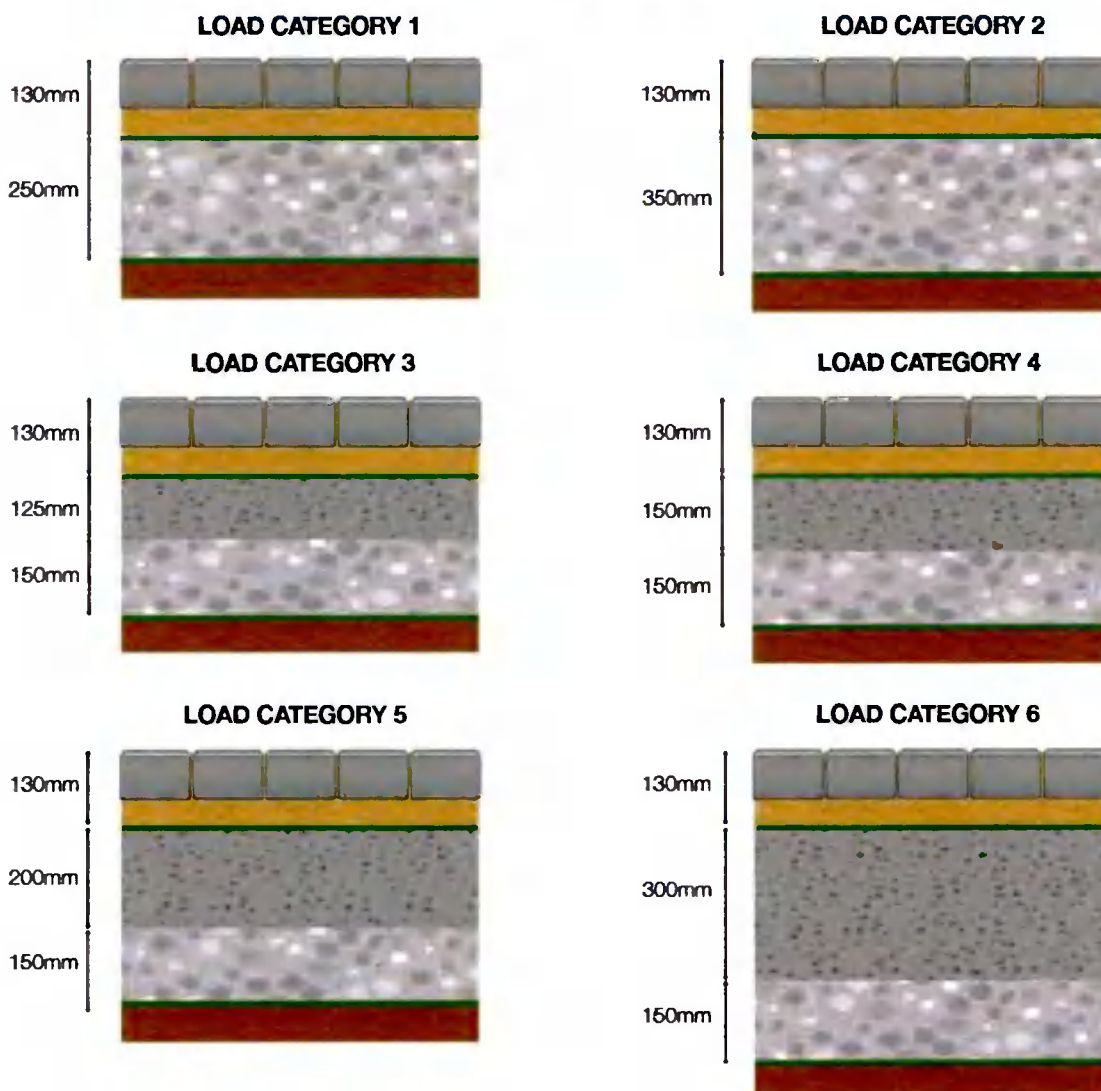 LOAD CATEGORY 1
130mm
250mm
LOAD CATEGORY 2
130mm
350mm
LOAD CATEGORY 3
130mm
125mm
150mm
LOAD CATEGORY 4
130mm
150mm
150mm
LOAD CATEGORY 5
130mm
200mm
150mm
LOAD CATEGORY 6
130mm
300mm
150mm